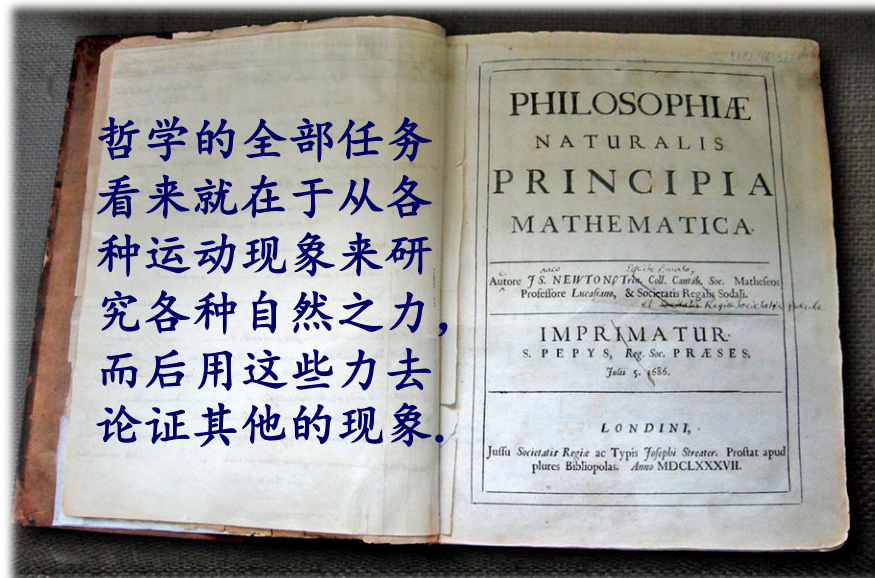 哲学的全部任务
看来就在于从各
种运动现象来研
究各种自然之力，
而后用这些力去
论证其他的现象.
PHILOSOPHIÆ
NATURALIS
PRINCIPIA
MATHEMATICA.
Autore JS. NEWTON, Trin. Coll. Cantab. Soc. Matheseos
Professore Lucasiano, & Societatis Regalis Sodali.
IMPRIMATUR.
S. PEPYS, Reg. Soc. PRÆSES.
Julii 5. 1686.
LONDINI,
Jussu Societatis Regiæ ac Typis Josephi Streater. Prostat apud
plures Bibliopolas. Anno MDCLXXXVII.